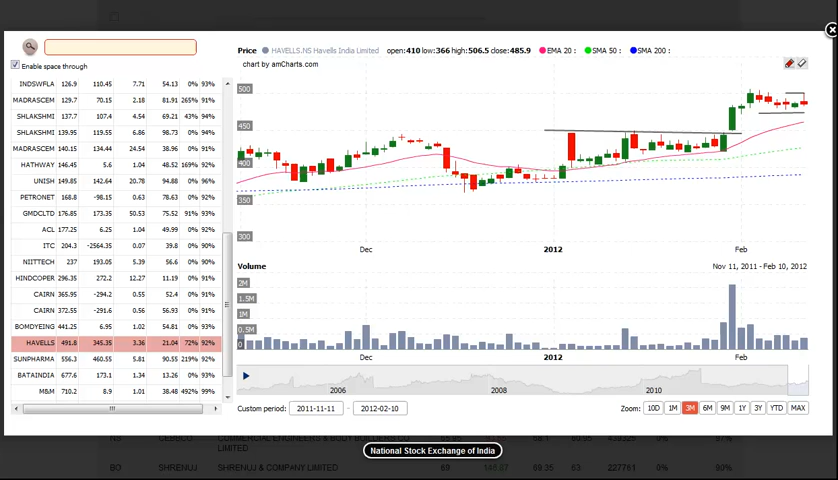 Enable space through
Price HAVELLS.NS Havells India Limited open:410 low:366 high:506.5 close:485.9 EMA 20 : SMA 50 : SMA 200 :
chart by amCharts.com
INDSWFLA 126.9 110.45 7.71 54.13 0% 93%
MADRASCEM 129.7 70.15 2.18 81.91 265% 91%
SHLAKSHMI 137.7 107.4 4.54 69.21 43% 94%
SHLAKSHMI 139.95 119.55 6.86 98.73 0% 94%
MADRASCEM 140.15 134.44 24.54 38.96 0% 92%
HATHWAY 146.45 5.6 1.04 48.52 169% 92%
UNISH 149.85 142.64 20.78 94.88 0% 96%
PETRONET 168.8 -98.15 0.63 78.63 0% 92%
GMDCLTD 176.85 173.35 50.53 75.52 91% 93%
ACL 177.25 6.25 1.04 49.99 0% 92%
ITC 204.3 -2564.35 0.07 39.8 0% 90%
NIITTECH 237 193.05 5.39 56.6 0% 90%
HINDCOPER 296.35 272.2 12.27 11.19 0% 91%
CAIRN 365.95 -294.2 0.55 52.4 0% 91%
CAIRN 372.55 -291.6 0.56 56.93 0% 91%
BOMDYEING 441.25 6.95 1.02 54.81 0% 93%
HAVELLS 491.8 345.35 3.36 21.04 72% 92%
SUNPHARMA 556.3 460.55 5.81 90.55 219% 92%
BATAINDIA 677.6 173.1 1.34 13.26 0% 93%
M&M 710.2 8.9 1.01 38.48 492% 99%
500
450
400
350
300
Dec 2012 Feb
Volume Nov 11, 2011 - Feb 10, 2012
2M
1.5M
1M
0.5M
0
Dec 2012 Feb
2006 2008 2010
Custom period: 2011-11-11 - 2012-02-10 Zoom: 10D 1M 3M 6M 9M 1Y 3Y YTD MAX
National Stock Exchange of India
LIMITED
BO SHRENUJ SHRENUJ & COMPANY LIMITED 68 69.35 63 227761 0% 90%